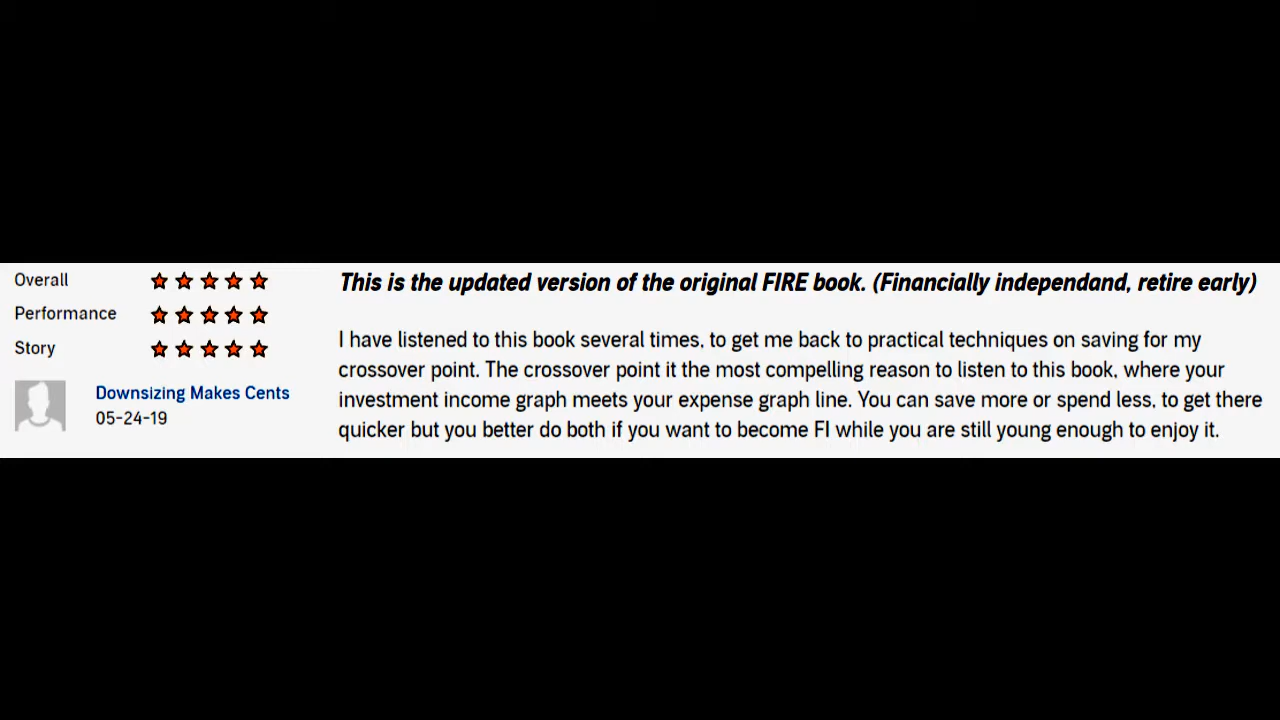 Overall
Performance
Story
Downsizing Makes Cents
05-24-19
This is the updated version of the original FIRE book. (Financially independand, retire early)
I have listened to this book several times, to get me back to practical techniques on saving for my
crossover point. The crossover point it the most compelling reason to listen to this book, where your
investment income graph meets your expense graph line. You can save more or spend less, to get there
quicker but you better do both if you want to become FI while you are still young enough to enjoy it.